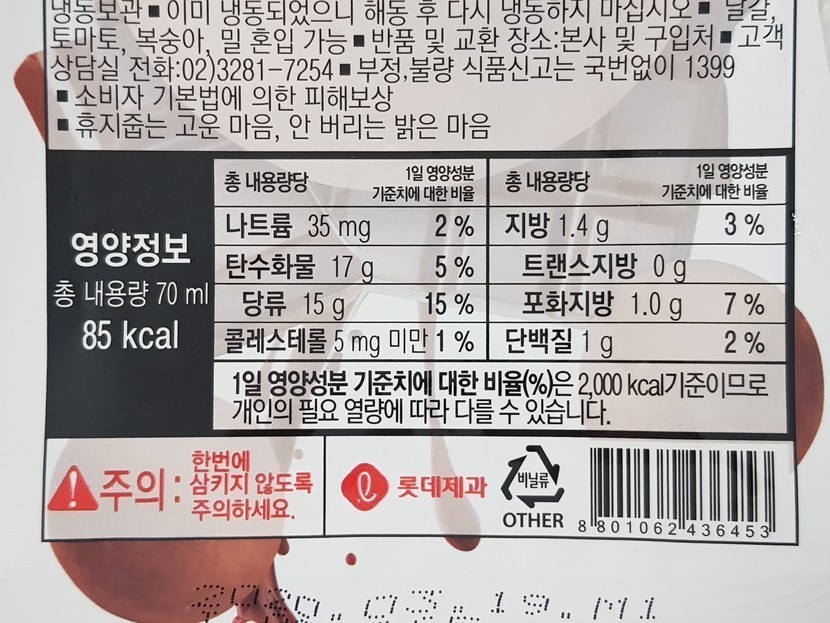 냉동보관 ■ 이미 냉동되었으니 해동 후 다시 냉동하지 마십시오 ■ 달걀,
토마토, 복숭아, 밀 혼입 가능 ■ 반품 및 교환 장소:본사 및 구입처 ■ 고객
상담실 전화:02)3281-7254 ■ 부정,불량 식품신고는 국번없이 1399
■ 소비자 기본법에 의한 피해보상
■ 휴지줍는 고운 마음, 안 버리는 밝은 마음
영양정보
총 내용량 70 ml
85 kcal
총 내용량당 1일 영양성분 기준치에 대한 비율
나트륨 35 mg 2 %
탄수화물 17 g 5 %
당류 15 g 15 %
콜레스테롤 5 mg 미만 1 %
총 내용량당 1일 영양성분 기준치에 대한 비율
지방 1.4 g 3 %
트랜스지방 0 g
포화지방 1.0 g 7 %
단백질 1 g 2 %
1일 영양성분 기준치에 대한 비율(%)은 2,000 kcal기준이므로
개인의 필요 열량에 따라 다를 수 있습니다.
주의:
한번에
삼키지 않도록
주의하세요.
롯데제과
비닐류
OTHER
8 801062 436453
03. 19. M1